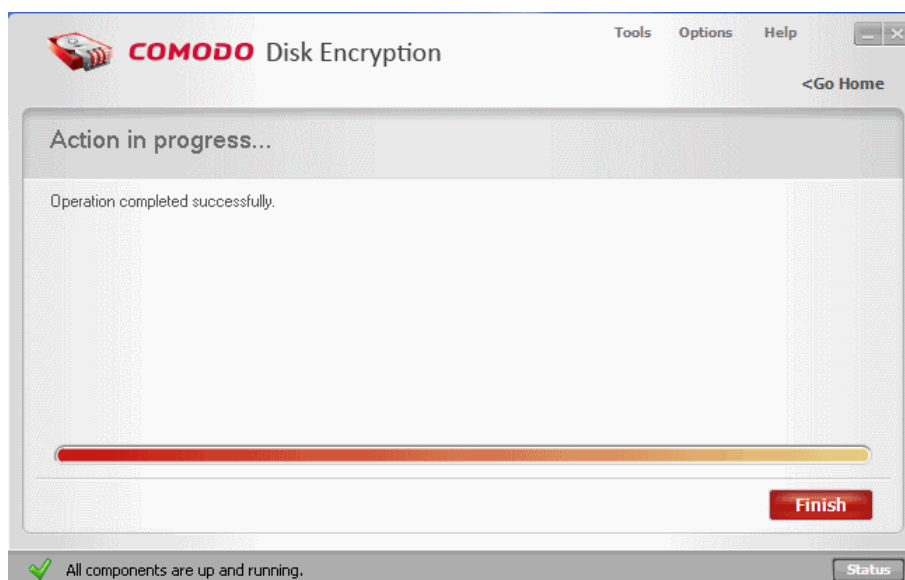 COMODO Disk Encryption
Tools Options Help
<Go Home
Action in progress...
Operation completed successfully.
Finish
All components are up and running.
Status